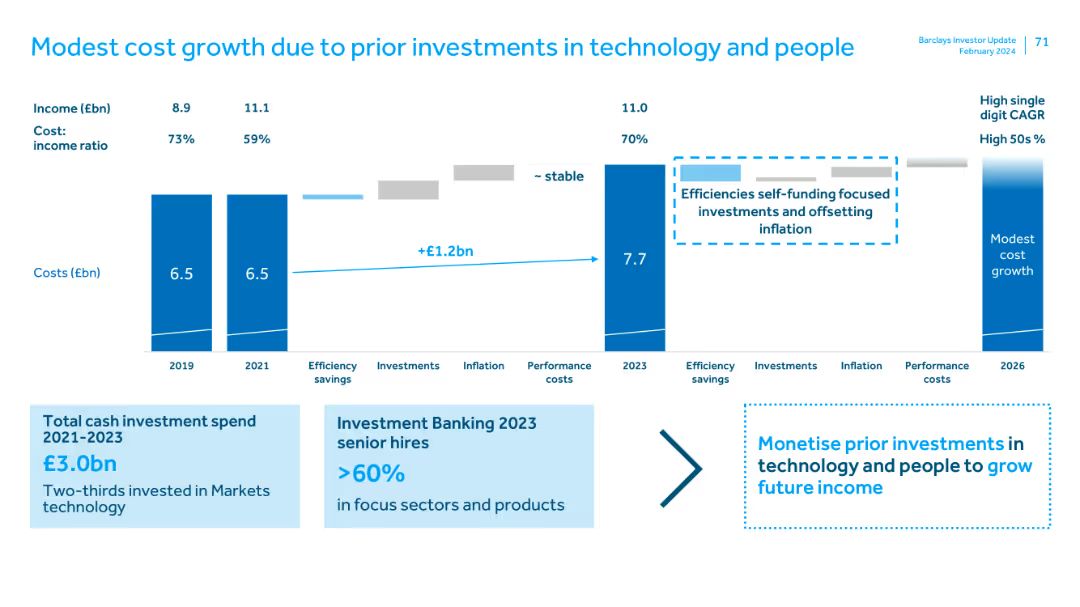 Modest cost growth due to prior investments in technology and people
Barclays Investor Update
February 2024
71
Income (£bn)
8.9
11.1
11.0
High single
digit CAGR
Cost:
income ratio
73%
59%
70%
High 50s %
~ stable
Efficiencies self-funding focused
investments and offsetting
inflation
+£1.2bn
Costs (£bn)
6.5
6.5
7.7
Modest
cost
growth
2019
2021
Efficiency
savings
Investments
Inflation
Performance
costs
2023
Efficiency
savings
Investments
Inflation
Performance
costs
2026
Total cash investment spend
2021-2023
£3.0bn
Two-thirds invested in Markets
technology
Investment Banking 2023
senior hires
>60%
in focus sectors and products
Monetise prior investments in
technology and people to grow
future income